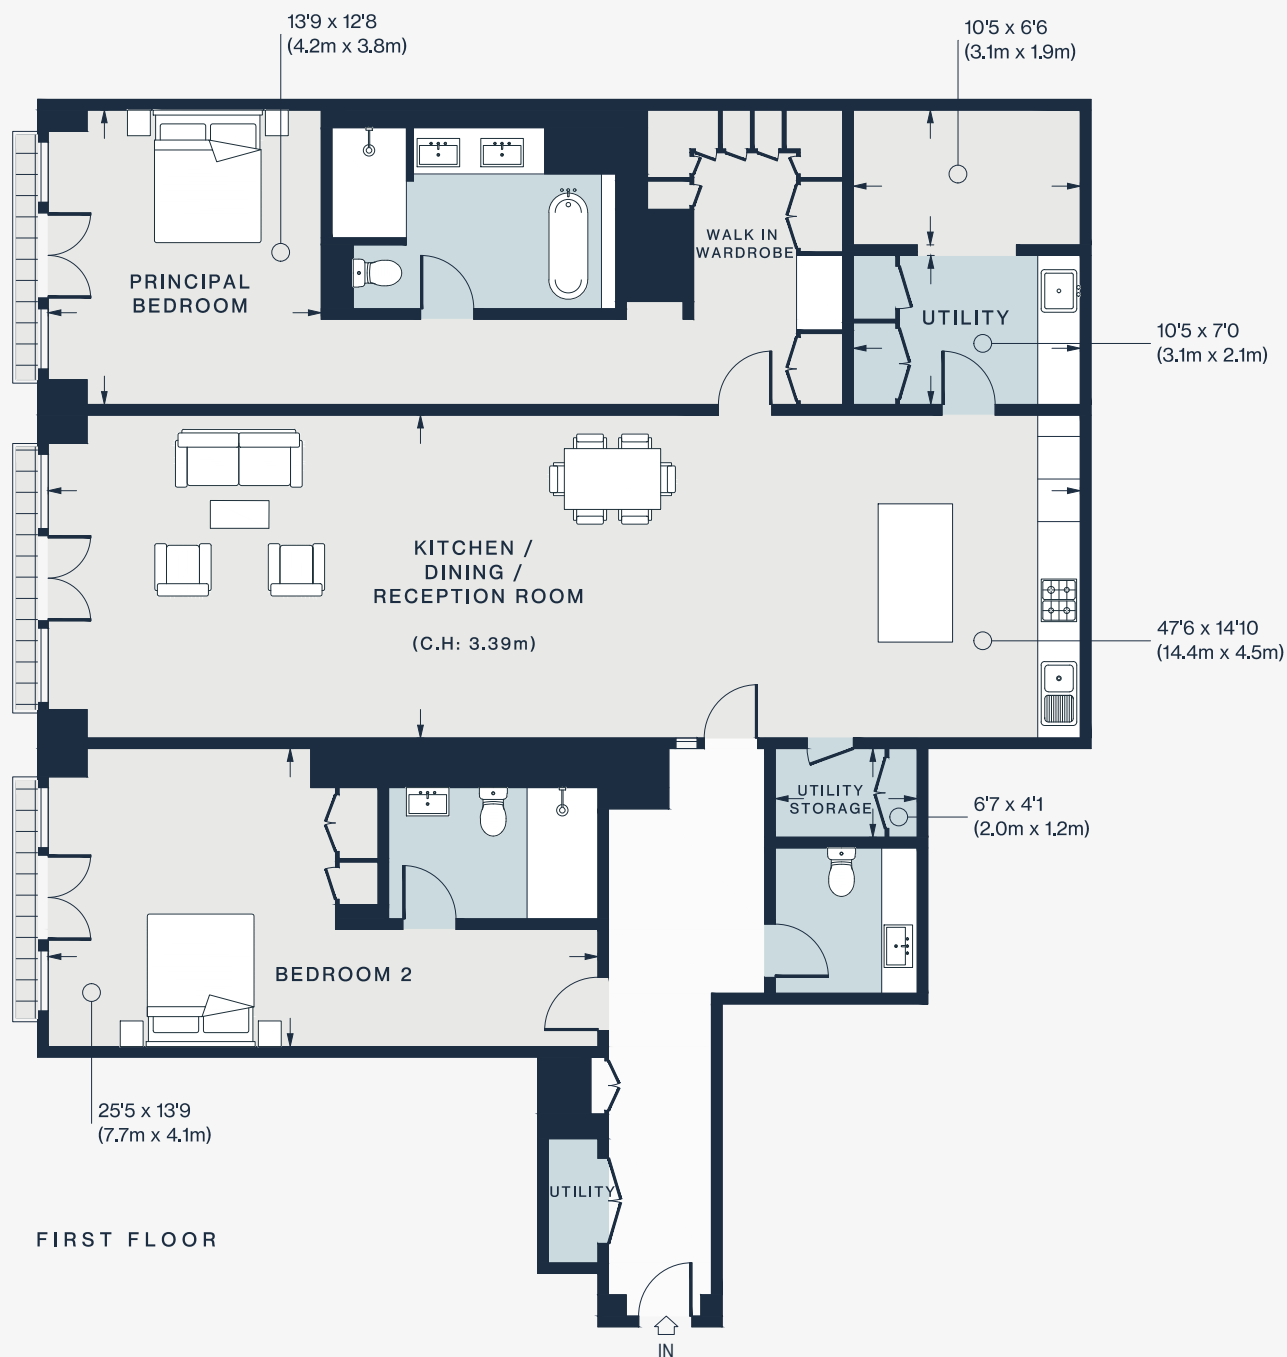 13'9 x 12'8
(4.2m x 3.8m)
10'5 x 6'6
(3.1m x 1.9m)
WALK IN
WARDROBE
PRINCIPAL
BEDROOM
UTILITY
10'5 x 7'0
(3.1m x 2.1m)
KITCHEN /
DINING /
RECEPTION ROOM
(C.H: 3.39m)
47'6 x 14'10
(14.4m x 4.5m)
UTILITY
STORAGE
6'7 x 4'1
(2.0m x 1.2m)
BEDROOM 2
25'5 x 13'9
(7.7m x 4.1m)
UTILITY
FIRST FLOOR
IN